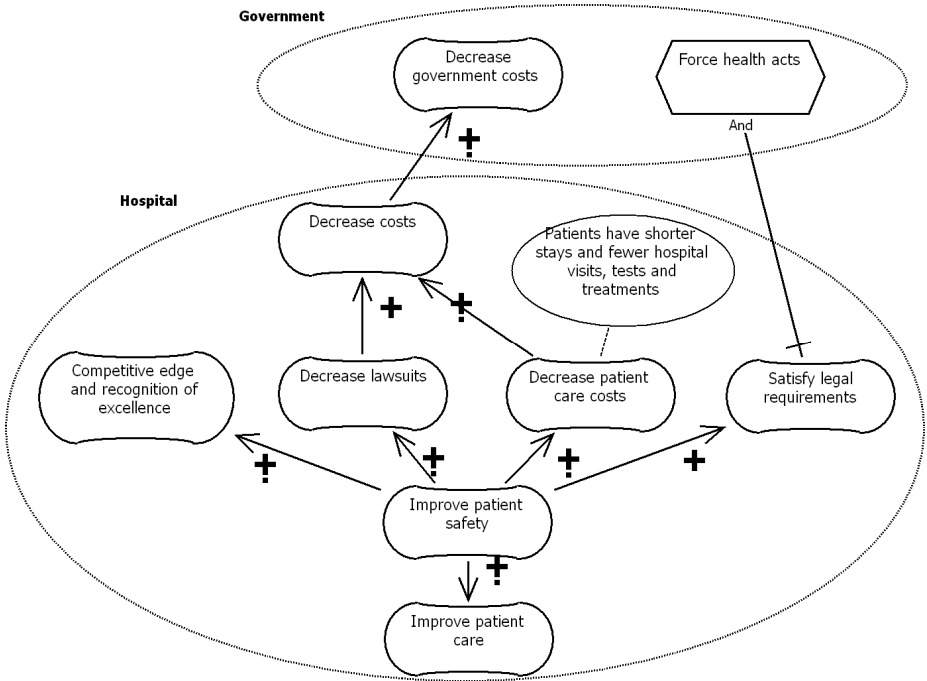 Government
Decrease
government costs
Force health acts
And
Hospital
Decrease costs
Patients have shorter
stays and fewer hospital
visits, tests and
treatments
Competitive edge
and recognition of
excellence
Decrease lawsuits
Decrease patient
care costs
Satisfy legal
requirements
Improve patient
safety
Improve patient
care